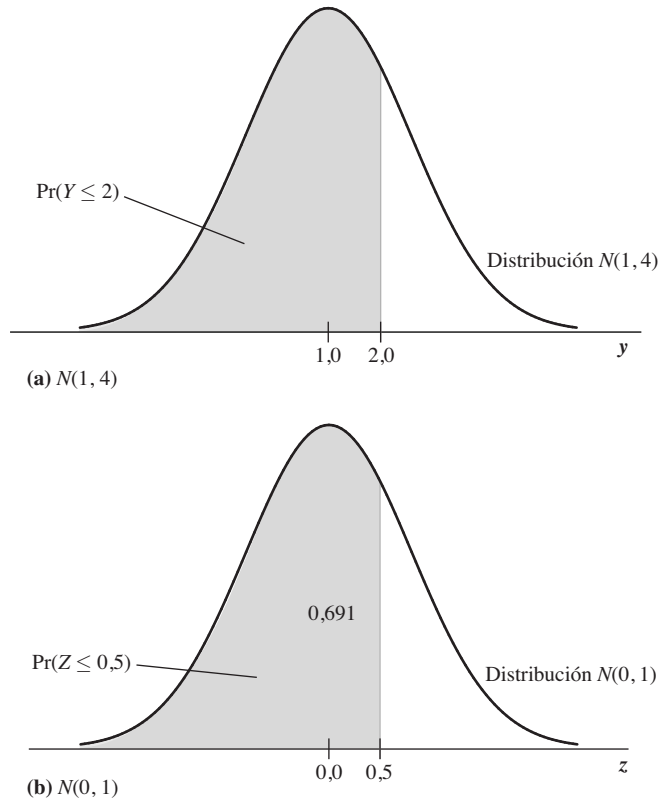 Pr(Y ≤ 2)
Distribución N(1, 4)
1,0 2,0 y
(a) N(1, 4)
0,691
Pr(Z ≤ 0,5)
Distribución N(0, 1)
0,0 0,5 z
(b) N(0, 1)